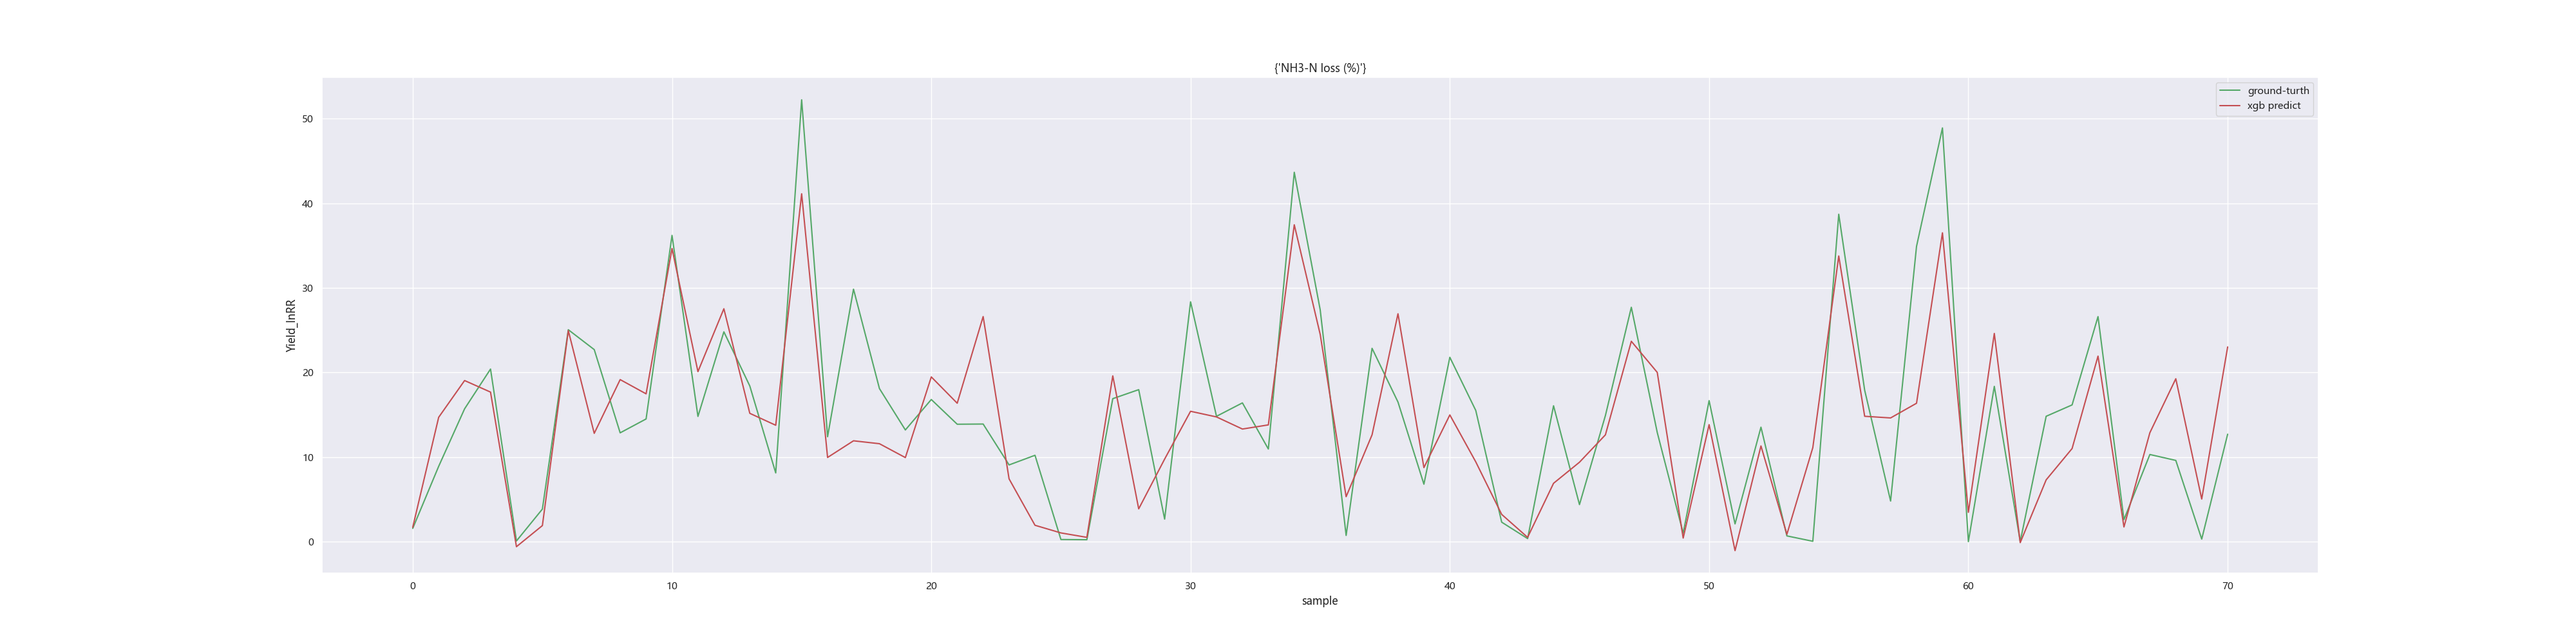 {'NH3-N loss (%)'}
ground-turth
xgb predict
Yield_lnRR
50
40
30
20
10
0
0 10 20 30 40 50 60 70
sample